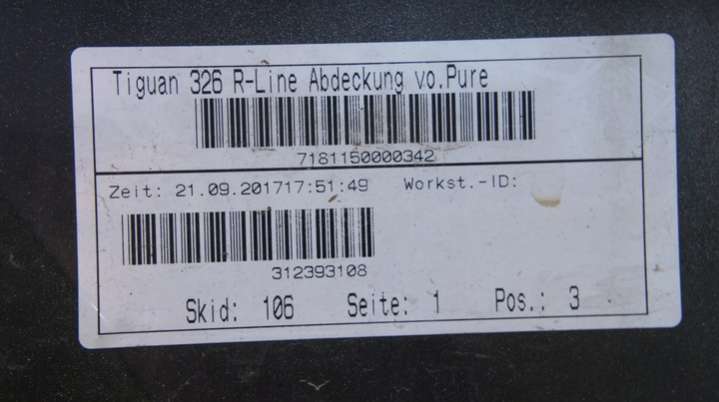 Tiguan 326 R-Line Abdeckung vo.Pure
7181150000342
Zeit: 21.09.201717:51:49 Workst.-ID:
312393108
Skid: 106 Seite: 1 Pos.: 3